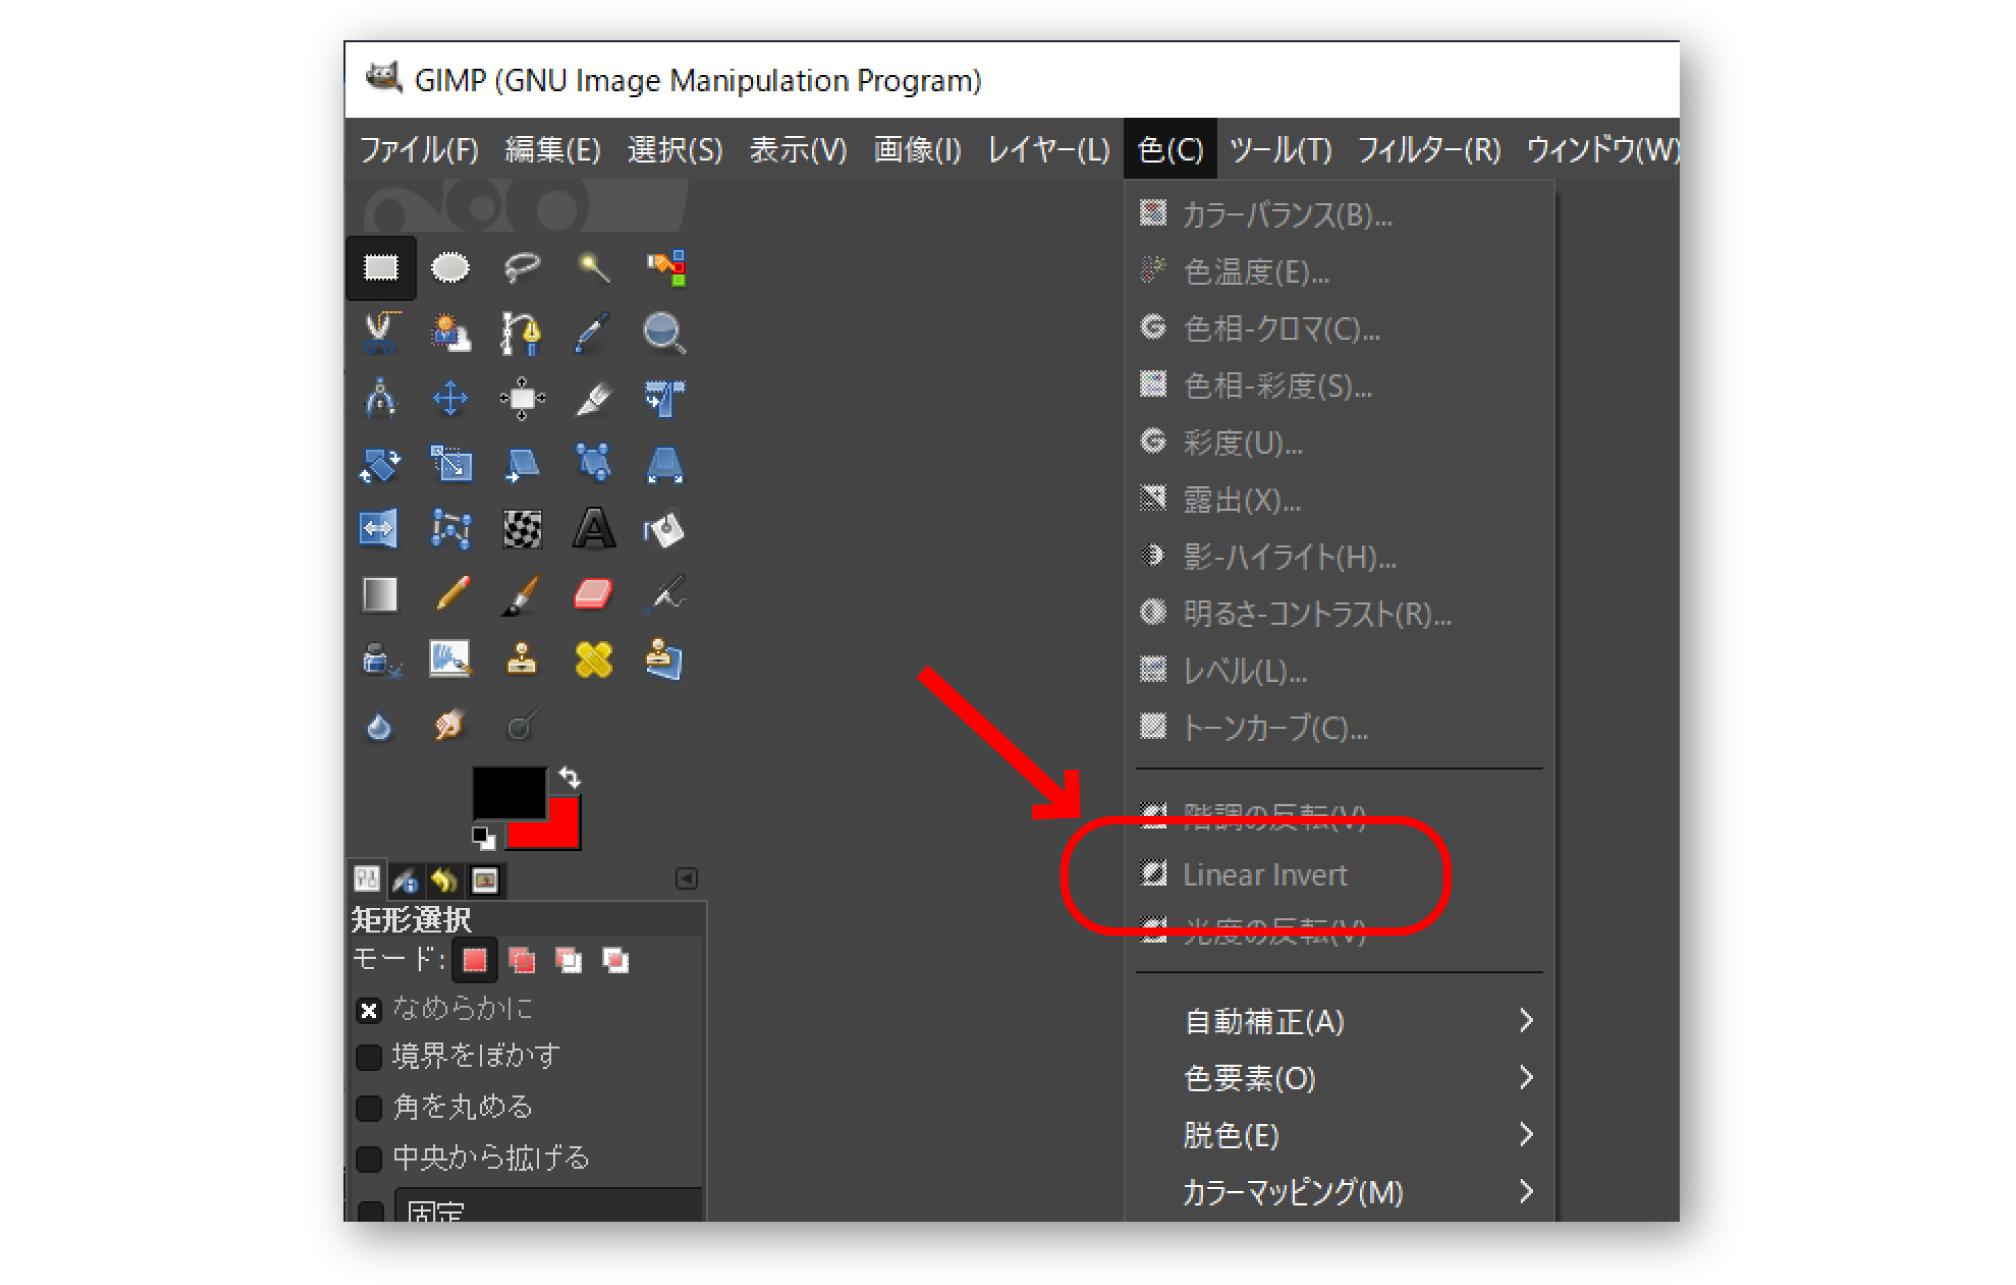 GIMP (GNU Image Manipulation Program)
ファイル(F) 編集(E) 選択(S) 表示(V) 画像(I) レイヤー(L) 色(C) ツール(T) フィルター(R) ウィンドウ(W)
カラーバランス(B)...
色温度(E)...
色相-クロマ(C)...
色相-彩度(S)...
彩度(U)...
露出(X)...
影-ハイライト(H)...
明るさ-コントラスト(R)...
レベル(L)...
トーンカーブ(C)...
階調の反転(V)
Linear Invert
光度の反転(V)
自動補正(A)
色要素(O)
脱色(E)
カラーマッピング(M)
矩形選択
モード:
なめらかに
境界をぼかす
角を丸める
中央から拡げる
固定